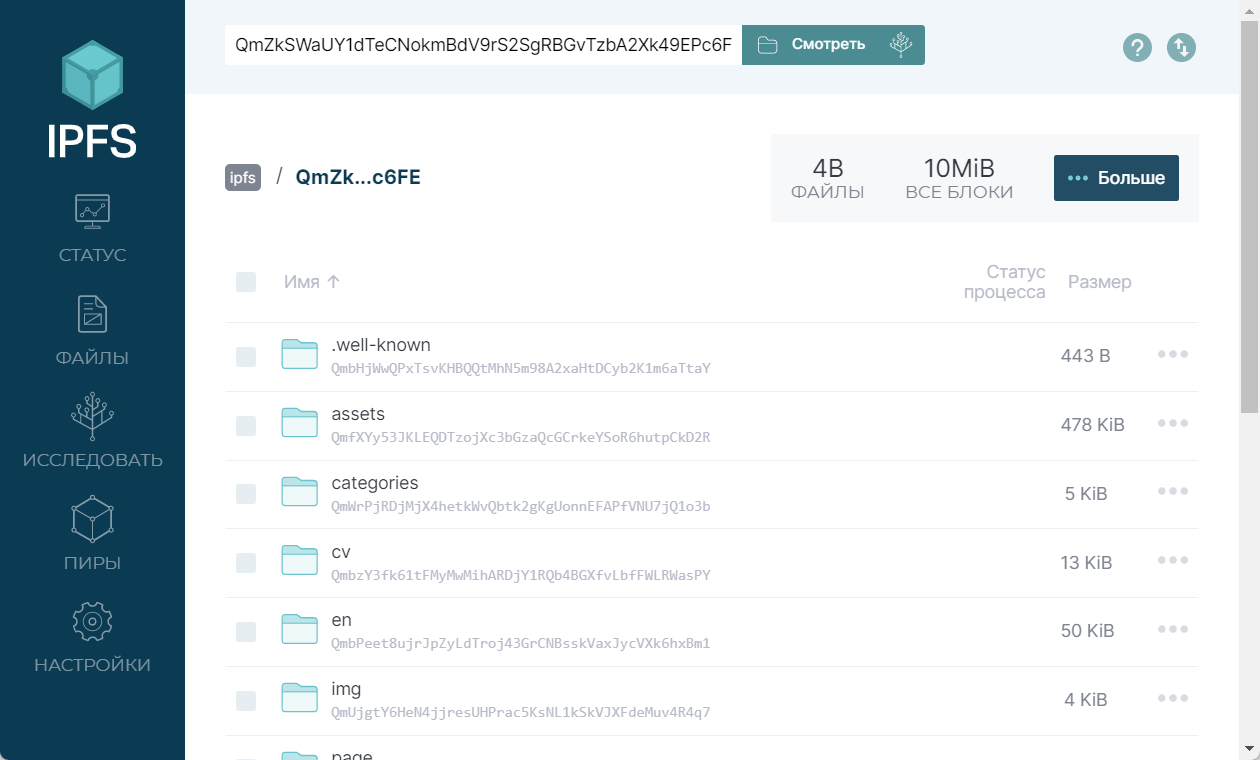 QmZkSWaUY1dTeCNokmBdV9rS2SgRBGvTzbA2Xk49EPc6F
Смотреть
?
IPFS
СТАТУС
ФАЙЛЫ
ИССЛЕДОВАТЬ
ПИРЫ
НАСТРОЙКИ
ipfs / QmZk...c6FE
4B
ФАЙЛЫ
10MiB
ВСЕ БЛОКИ
••• Больше
Имя ↑
Статус
процесса
Размер
.well-known
QmbHjWwQPxTsvKHBQQtMhN5m98A2xaHtDCyb2K1m6aTtaY
443 B
assets
QmfXYy53JKLEQDTzojXc3bGzaQcGCrkeYSoR6hutpCkD2R
478 KiB
categories
QmWrPjRDjMjX4hetkWvQbtk2gKgUonnEFAPfVNU7jQ1o3b
5 KiB
cv
QmbzY3fk61tFMyMwMihARDjY1RQb4BGXfvLbfFWLRWasPY
13 KiB
en
QmbPeet8ujrJpZyLdTroj43GrCNBsskVaxJycVXk6hxBm1
50 KiB
img
QmUjgtY6HeN4jjresUHPrac5KsNL1kSkVJXFdeMuv4R4q7
4 KiB
page